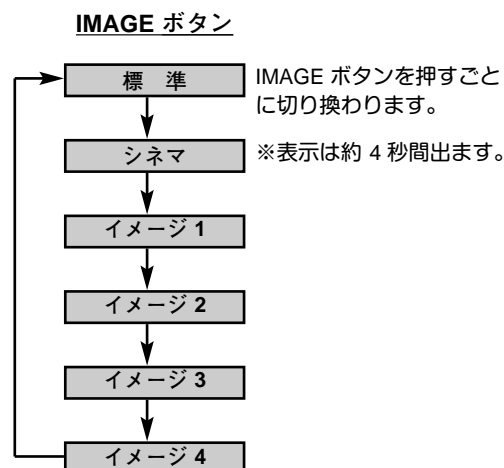 IMAGE ボタン
標 準
IMAGE ボタンを押すごと
に切り換わります。
シネマ
※表示は約 4 秒間出ます。
イメージ 1
イメージ 2
イメージ 3
イメージ 4